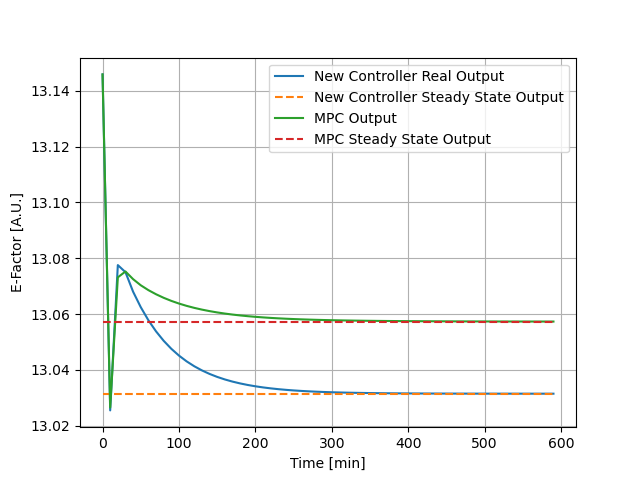 New Controller Real Output
New Controller Steady State Output
MPC Output
MPC Steady State Output
E-Factor [A.U.]
13.14
13.12
13.10
13.08
13.06
13.04
13.02
0 100 200 300 400 500 600
Time [min]